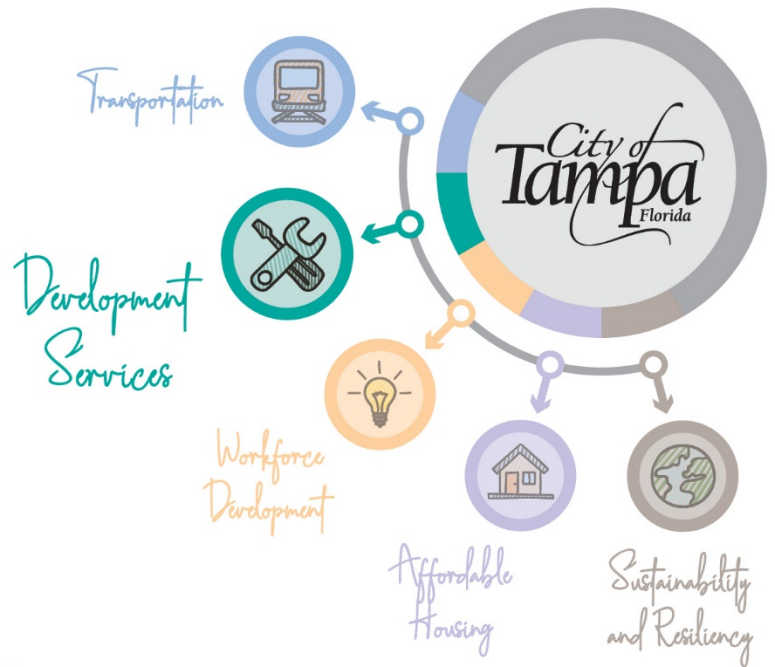 City of
Tampa
Florida
Transportation
Development
Services
Workforce
Development
Affordable
Housing
Sustainability
and Resiliency